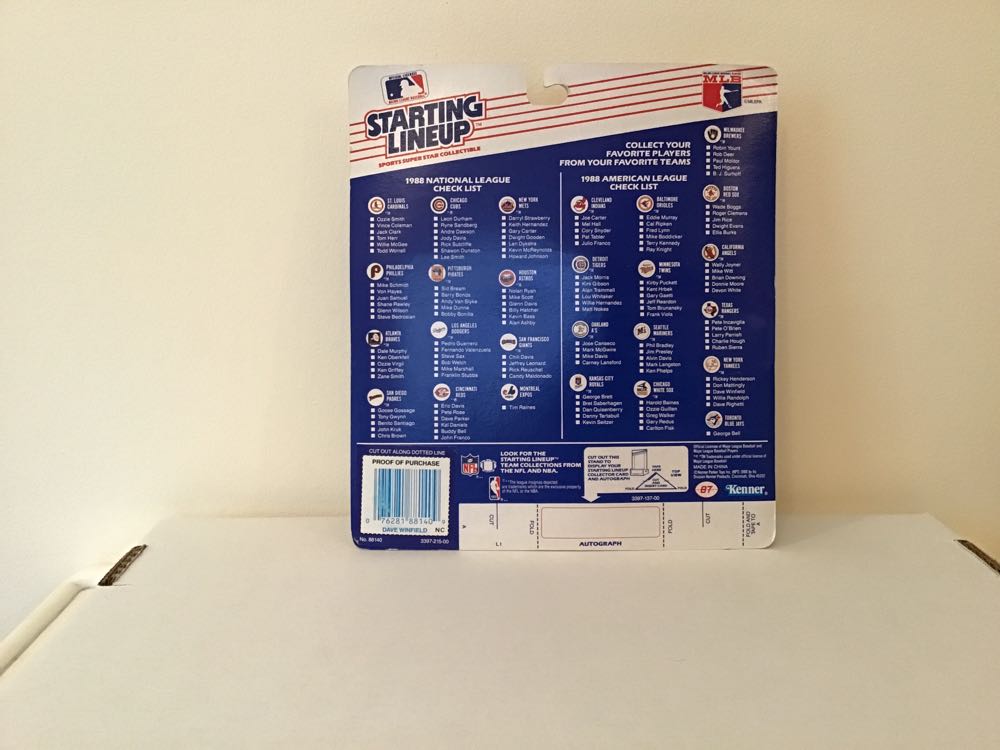 STARTING
LINEUP™
SPORTS SUPER STAR COLLECTIBLE
MLB
©MLBPA
COLLECT YOUR
FAVORITE PLAYERS
FROM YOUR FAVORITE TEAMS
1988 NATIONAL LEAGUE
CHECK LIST
ST. LOUIS
CARDINALS
Ozzie Smith
Vince Coleman
Jack Clark
Tom Herr
Willie McGee
Todd Worrell
PHILADELPHIA
PHILLIES
Mike Schmidt
Von Hayes
Juan Samuel
Shane Rawley
Glenn Wilson
Steve Bedrosian
ATLANTA
BRAVES
Dale Murphy
Ken Oberkfell
Ozzie Virgil
Ken Griffey
Zane Smith
SAN DIEGO
PADRES
Goose Gossage
Tony Gwynn
Benito Santiago
John Kruk
Chris Brown
CHICAGO
CUBS
Leon Durham
Ryne Sandberg
Andre Dawson
Jody Davis
Rick Sutcliffe
Shawon Dunston
Lee Smith
PITTSBURGH
PIRATES
Sid Bream
Barry Bonds
Andy Van Slyke
Mike Dunne
Bobby Bonilla
LOS ANGELES
DODGERS
Pedro Guerrero
Fernando Valenzuela
Steve Sax
Bob Welch
Mike Marshall
Franklin Stubbs
CINCINNATI
REDS
Eric Davis
Pete Rose
Dave Parker
Kal Daniels
Buddy Bell
John Franco
NEW YORK
METS
Darryl Strawberry
Keith Hernandez
Gary Carter
Dwight Gooden
Len Dykstra
Kevin McReynolds
Howard Johnson
HOUSTON
ASTROS
Nolan Ryan
Mike Scott
Glenn Davis
Billy Hatcher
Kevin Bass
Alan Ashby
SAN FRANCISCO
GIANTS
Chili Davis
Jeffrey Leonard
Rick Reuschel
Candy Maldonado
MONTREAL
EXPOS
Tim Raines
1988 AMERICAN LEAGUE
CHECK LIST
CLEVELAND
INDIANS
Joe Carter
Mel Hall
Cory Snyder
Pat Tabler
Julio Franco
DETROIT
TIGERS
Jack Morris
Kirk Gibson
Alan Trammell
Lou Whitaker
Willie Hernandez
Matt Nokes
OAKLAND
A'S
Jose Canseco
Mark McGwire
Mike Davis
Carney Lansford
KANSAS CITY
ROYALS
George Brett
Bret Saberhagen
Dan Quisenberry
Danny Tartabull
Kevin Seitzer
BALTIMORE
ORIOLES
Eddie Murray
Cal Ripken
Fred Lynn
Mike Boddicker
Terry Kennedy
Ray Knight
MINNESOTA
TWINS
Kirby Puckett
Kent Hrbek
Gary Gaetti
Jeff Reardon
Tom Brunansky
Frank Viola
SEATTLE
MARINERS
Phil Bradley
Jim Presley
Alvin Davis
Mark Langston
Ken Phelps
CHICAGO
WHITE SOX
Harold Baines
Ozzie Guillen
Greg Walker
Gary Redus
Carlton Fisk
MILWAUKEE
BREWERS
Robin Yount
Rob Deer
Paul Molitor
Ted Higuera
B. J. Surhoff
BOSTON
RED SOX
Wade Boggs
Roger Clemens
Jim Rice
Dwight Evans
Ellis Burks
CALIFORNIA
ANGELS
Wally Joyner
Mike Witt
Brian Downing
Donnie Moore
Devon White
TEXAS
RANGERS
Pete Incaviglia
Pete O'Brien
Larry Parrish
Charlie Hough
Ruben Sierra
NEW YORK
YANKEES
Rickey Henderson
Don Mattingly
Dave Winfield
Willie Randolph
Dave Righetti
TORONTO
BLUE JAYS
George Bell
CUT OUT ALONG DOTTED LINE
PROOF OF PURCHASE
0 76281 88140 9
DAVE WINFIELD NC
No. 88140
3397-215-00
NFL
LOOK FOR THE
STARTING LINEUP™
TEAM COLLECTIONS FROM
THE NFL AND NBA.
CUT OUT THIS
STAND TO
DISPLAY YOUR
STARTING LINEUP
COLLECTOR CARD
AND AUTOGRAPH
TAPE
HERE
TOP
VIEW
FOLD
FOLD
3397-137-00
MADE IN CHINA
87
Kenner®
A
CUT
L1
FOLD
AUTOGRAPH
FOLD
CUT
FOLD AND
TAPE TO
A